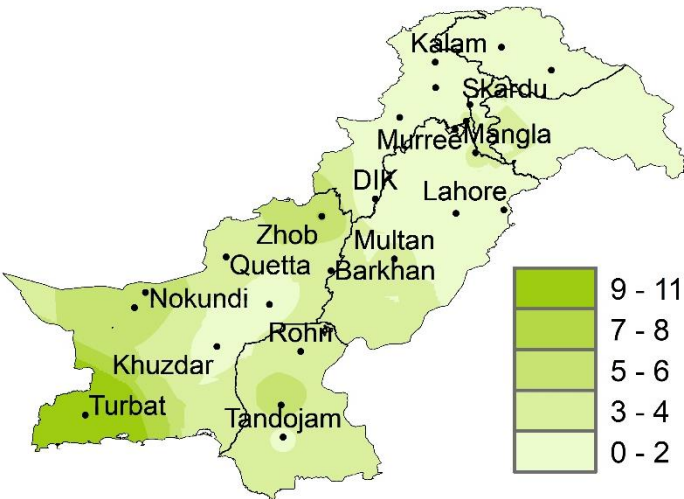 Kalam
Skardu
Murree
Mangla
DIK
Lahore
Zhob
Multan
Quetta
Barkhan
Nokundi
Rohri
Khuzdar
Turbat
Tandojam
9 - 11
7 - 8
5 - 6
3 - 4
0 - 2